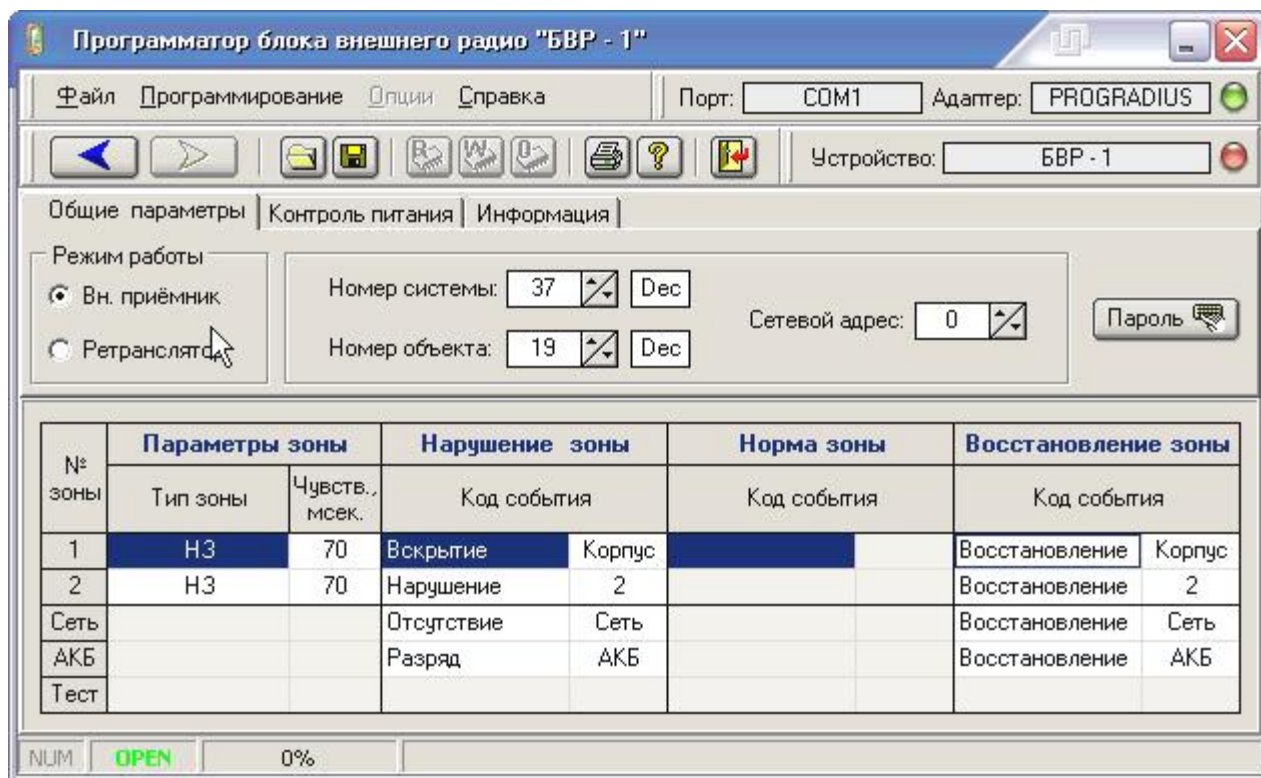 Программатор блока внешнего радио "БВР - 1"
Файл Программирование Опции Справка Порт: COM1 Адаптер: PROGRADIUS
R W O ? Устройство: БВР - 1
Общие параметры Контроль питания Информация
Режим работы
Вн. приёмник Номер системы: 37 Dec
Сетевой адрес: 0 Пароль
Номер объекта: 19 Dec
№ зоны Параметры зоны Нарушение зоны Норма зоны Восстановление зоны
Тип зоны Чувств., мсек. Код события Код события Код события
1 НЗ 70 Вскрытие Корпус Восстановление Корпус
2 НЗ 70 Нарушение 2 Восстановление 2
Сеть Отсутствие Сеть Восстановление Сеть
АКБ Разряд АКБ Восстановление АКБ
Тест
NUM OPEN 0%